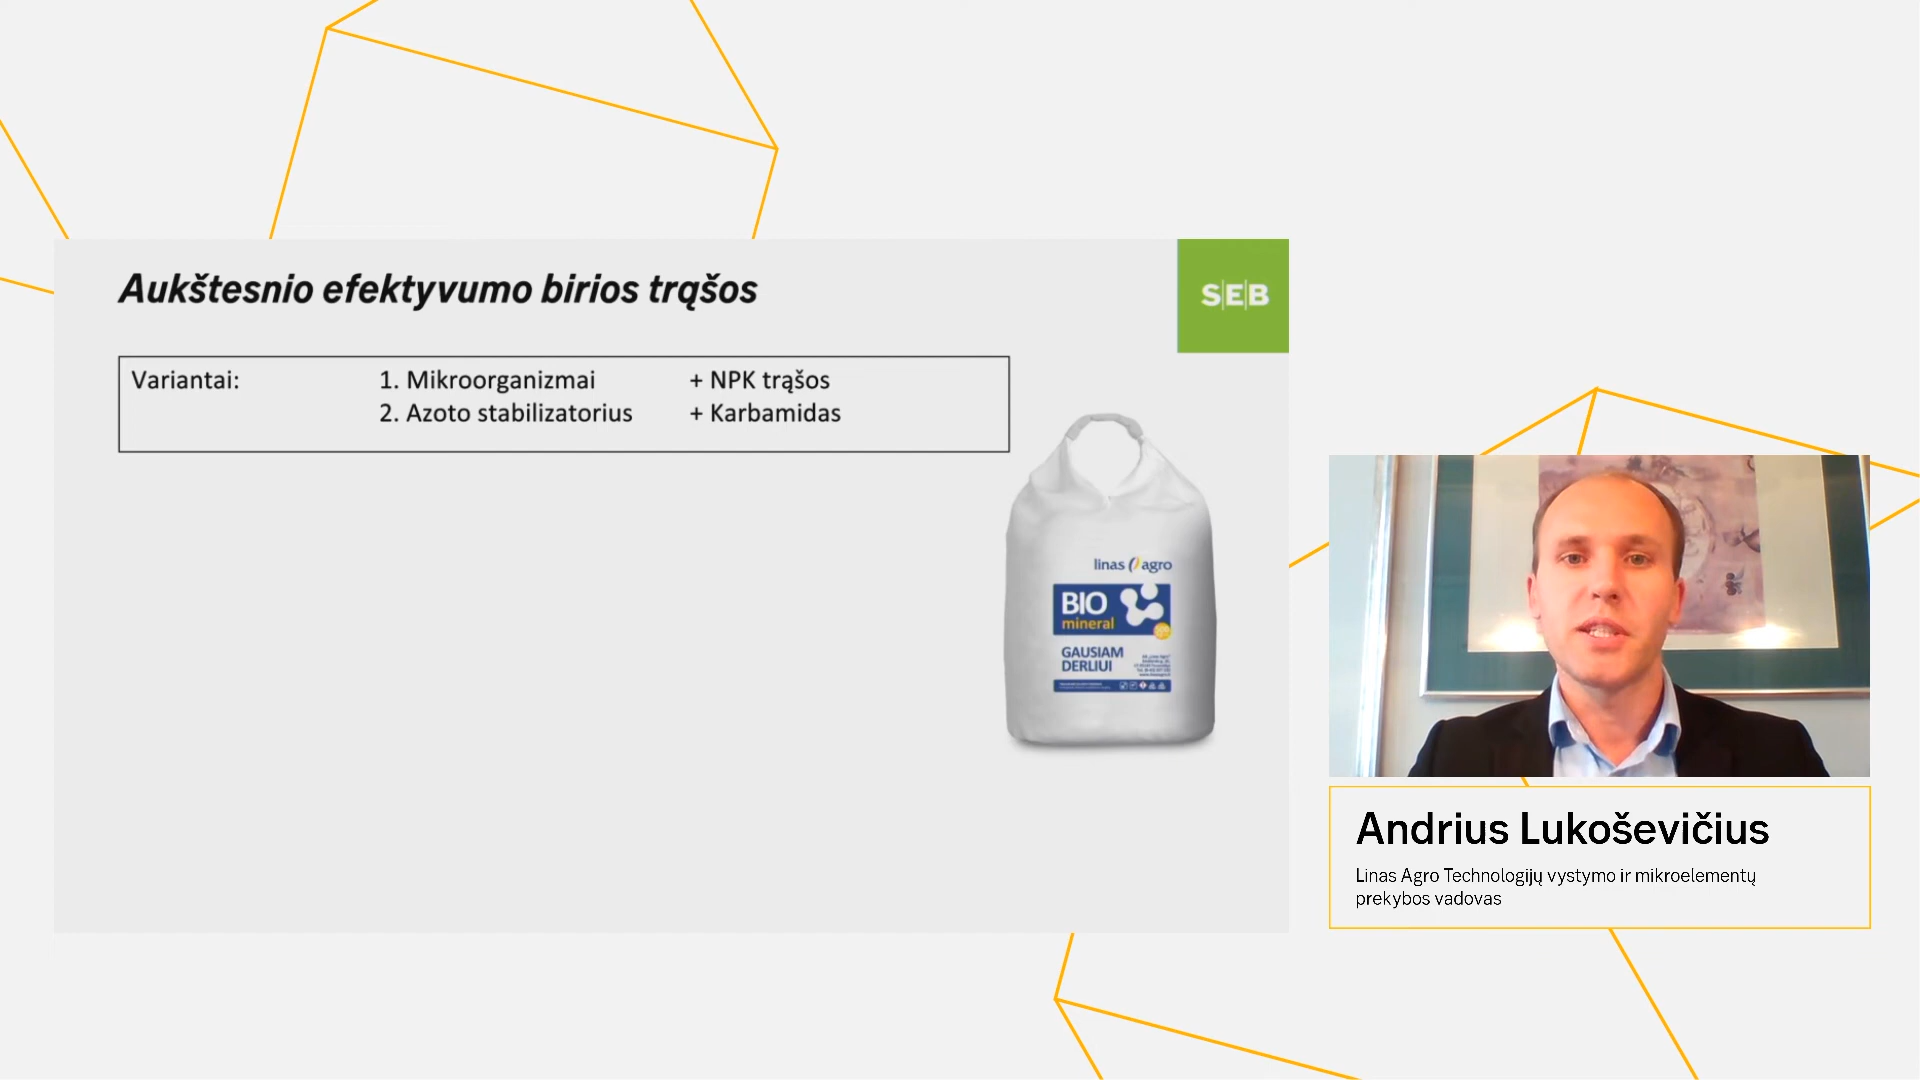 Aukštesnio efektyvumo birios trąšos
SEB
Variantai: 1. Mikroorganizmai + NPK trąšos
2. Azoto stabilizatorius + Karbamidas
linas agro
BIO
mineral
GAUSIAM
DERLIUI
Andrius Lukoševičius
Linas Agro Technologijų vystymo ir mikroelementų
prekybos vadovas